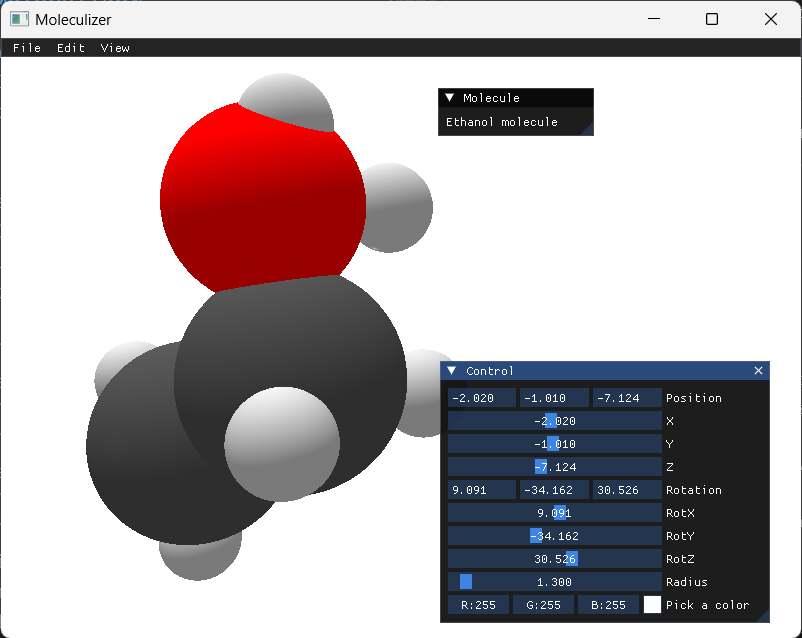 Moleculizer
File Edit View
Molecule
Ethanol molecule
Control
-2.020 -1.010 -7.124 Position
-2.020 X
-1.010 Y
-7.124 Z
9.091 -34.162 30.526 Rotation
9.091 RotX
-34.162 RotY
30.526 RotZ
1.300 Radius
R:255 G:255 B:255 Pick a color